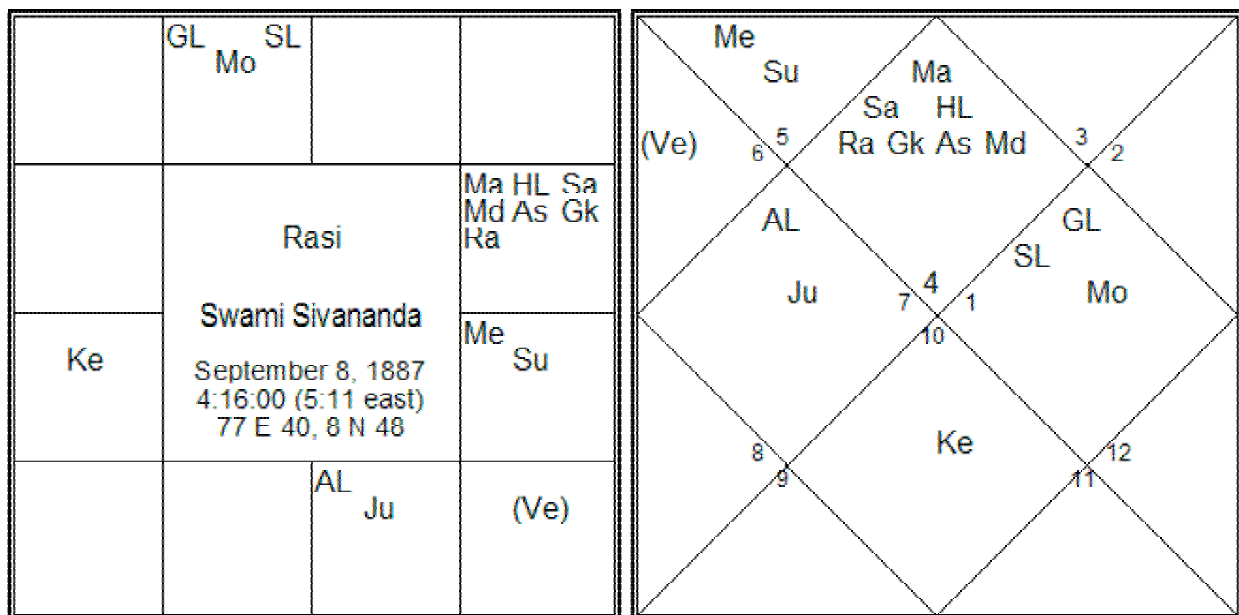 GL SL
Mo
Ma HL Sa
Md As Gk
Ra
Rasi
Swami Sivananda
September 8, 1887
4:16:00 (5:11 east)
77 E 40, 8 N 48
Ke
Me
Su
AL
Ju
(Ve)
Me
Su
Ma
Sa HL
Ra Gk As Md
(Ve)
5
6
3
2
AL
Ju
GL
SL
Mo
4
7
1
10
Ke
8
9
12
11